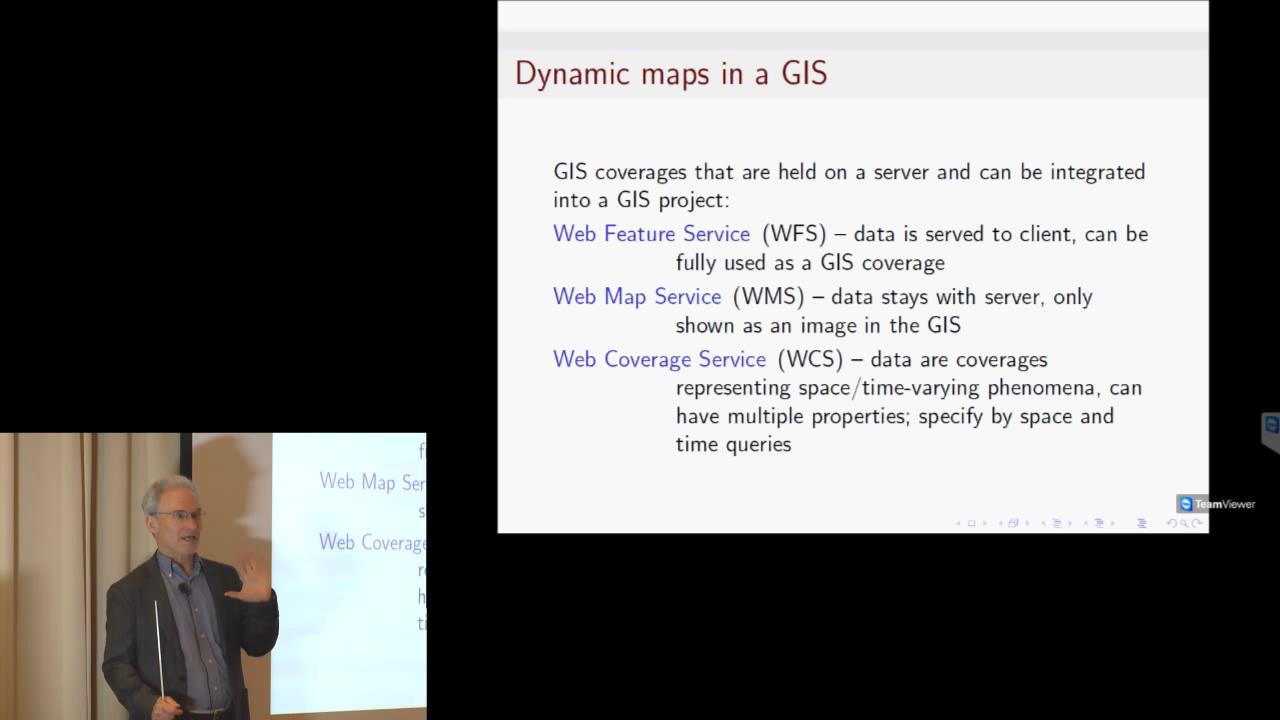 Dynamic maps in a GIS
GIS coverages that are held on a server and can be integrated
into a GIS project:
Web Feature Service (WFS) – data is served to client, can be
fully used as a GIS coverage
Web Map Service (WMS) – data stays with server, only
shown as an image in the GIS
Web Coverage Service (WCS) – data are coverages
representing space/time-varying phenomena, can
have multiple properties; specify by space and
time queries
TeamViewer
Web Map Ser
Web Coverage